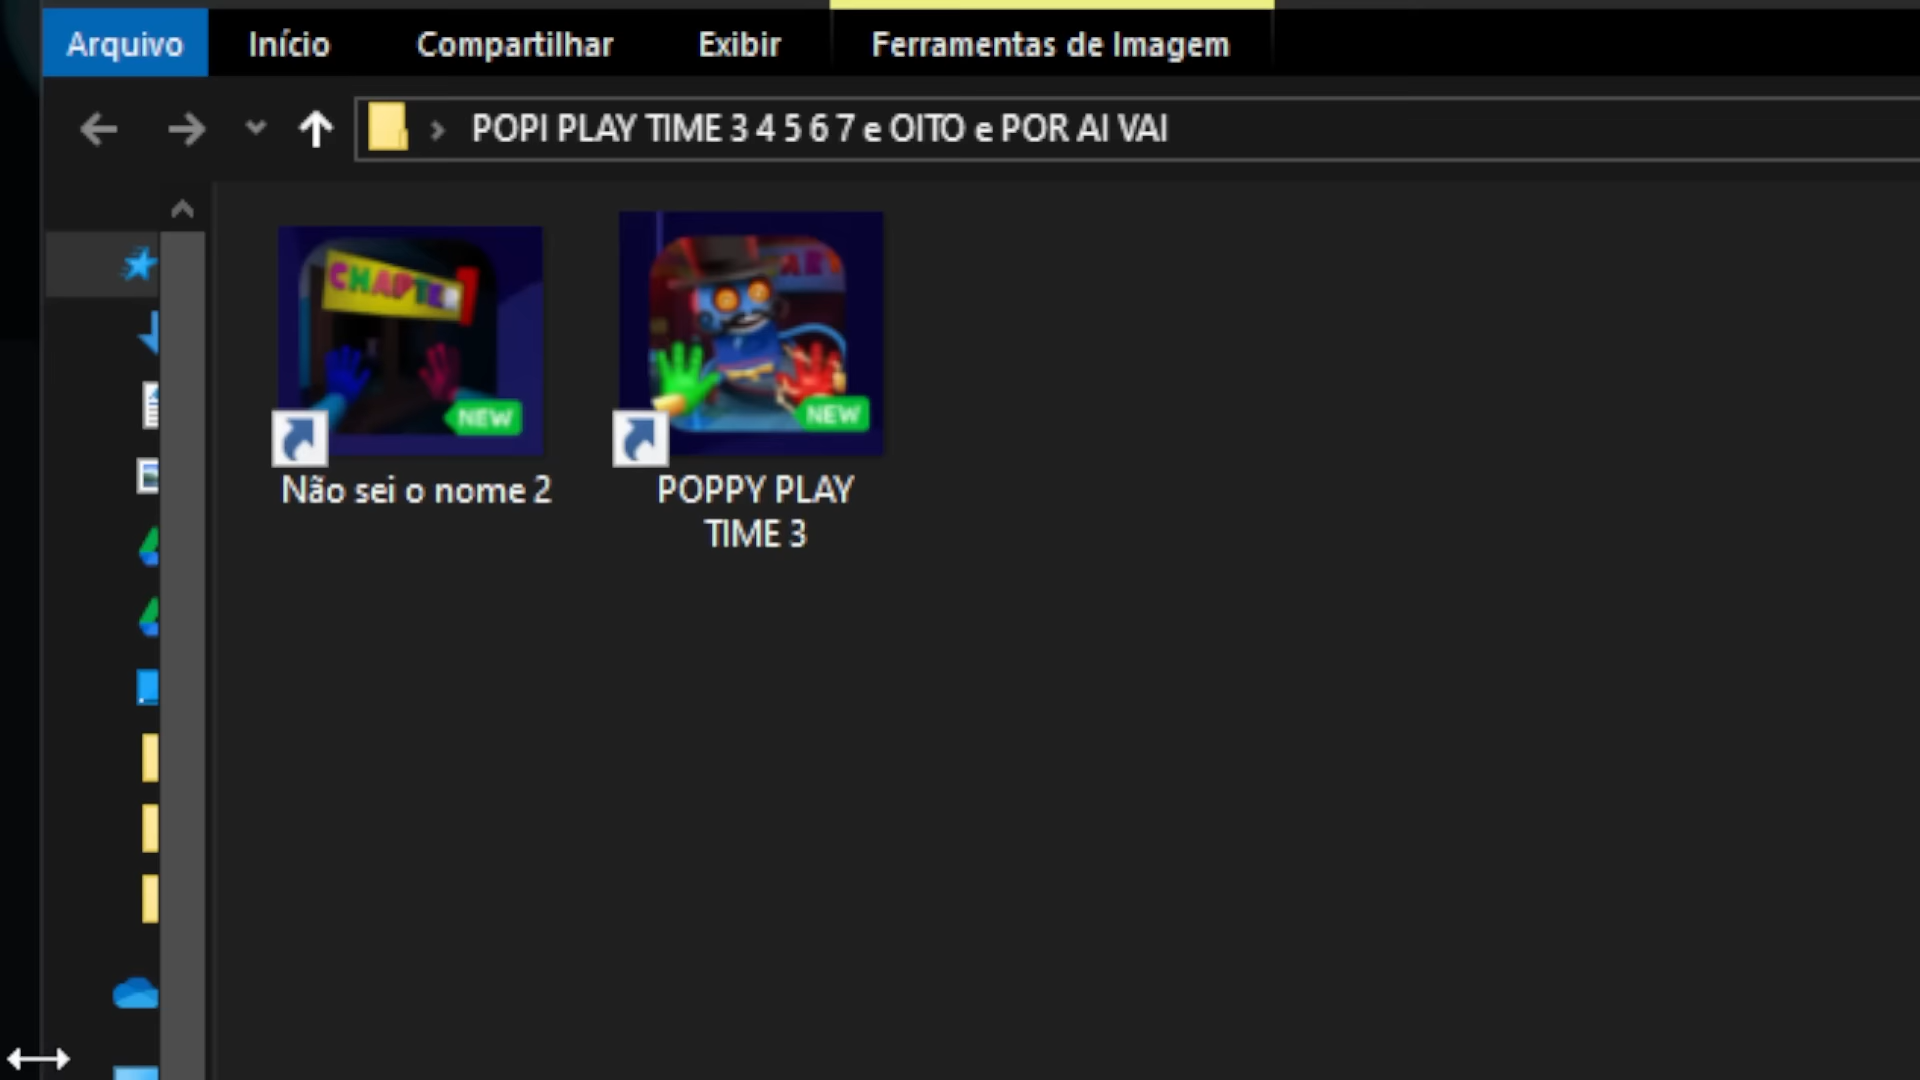 Arquivo Início Compartilhar Exibir Ferramentas de Imagem
POPI PLAY TIME 3 4 5 6 7 e OITO e POR AI VAI
CHAPTER
NEW
NEW
Não sei o nome 2
POPPY PLAY
TIME 3